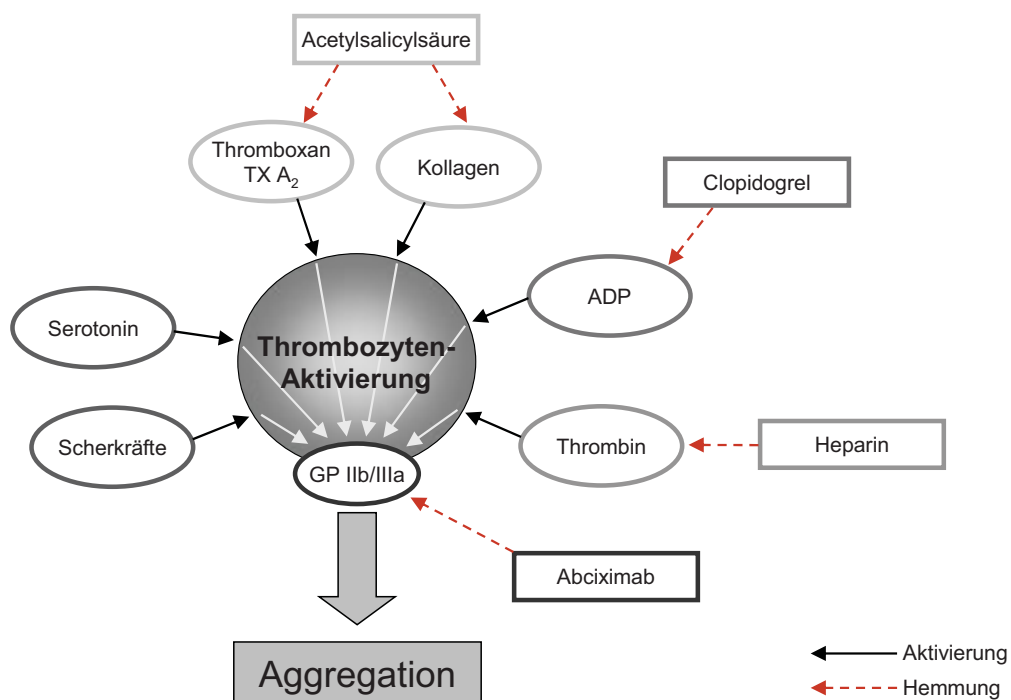 Acetylsalicylsäure
Thromboxan
TX A₂
Kollagen
Clopidogrel
ADP
Serotonin
Thrombozyten-
Aktivierung
Scherkräfte
Thrombin
Heparin
GP IIb/IIIa
Abciximab
Aggregation
Aktivierung
Hemmung